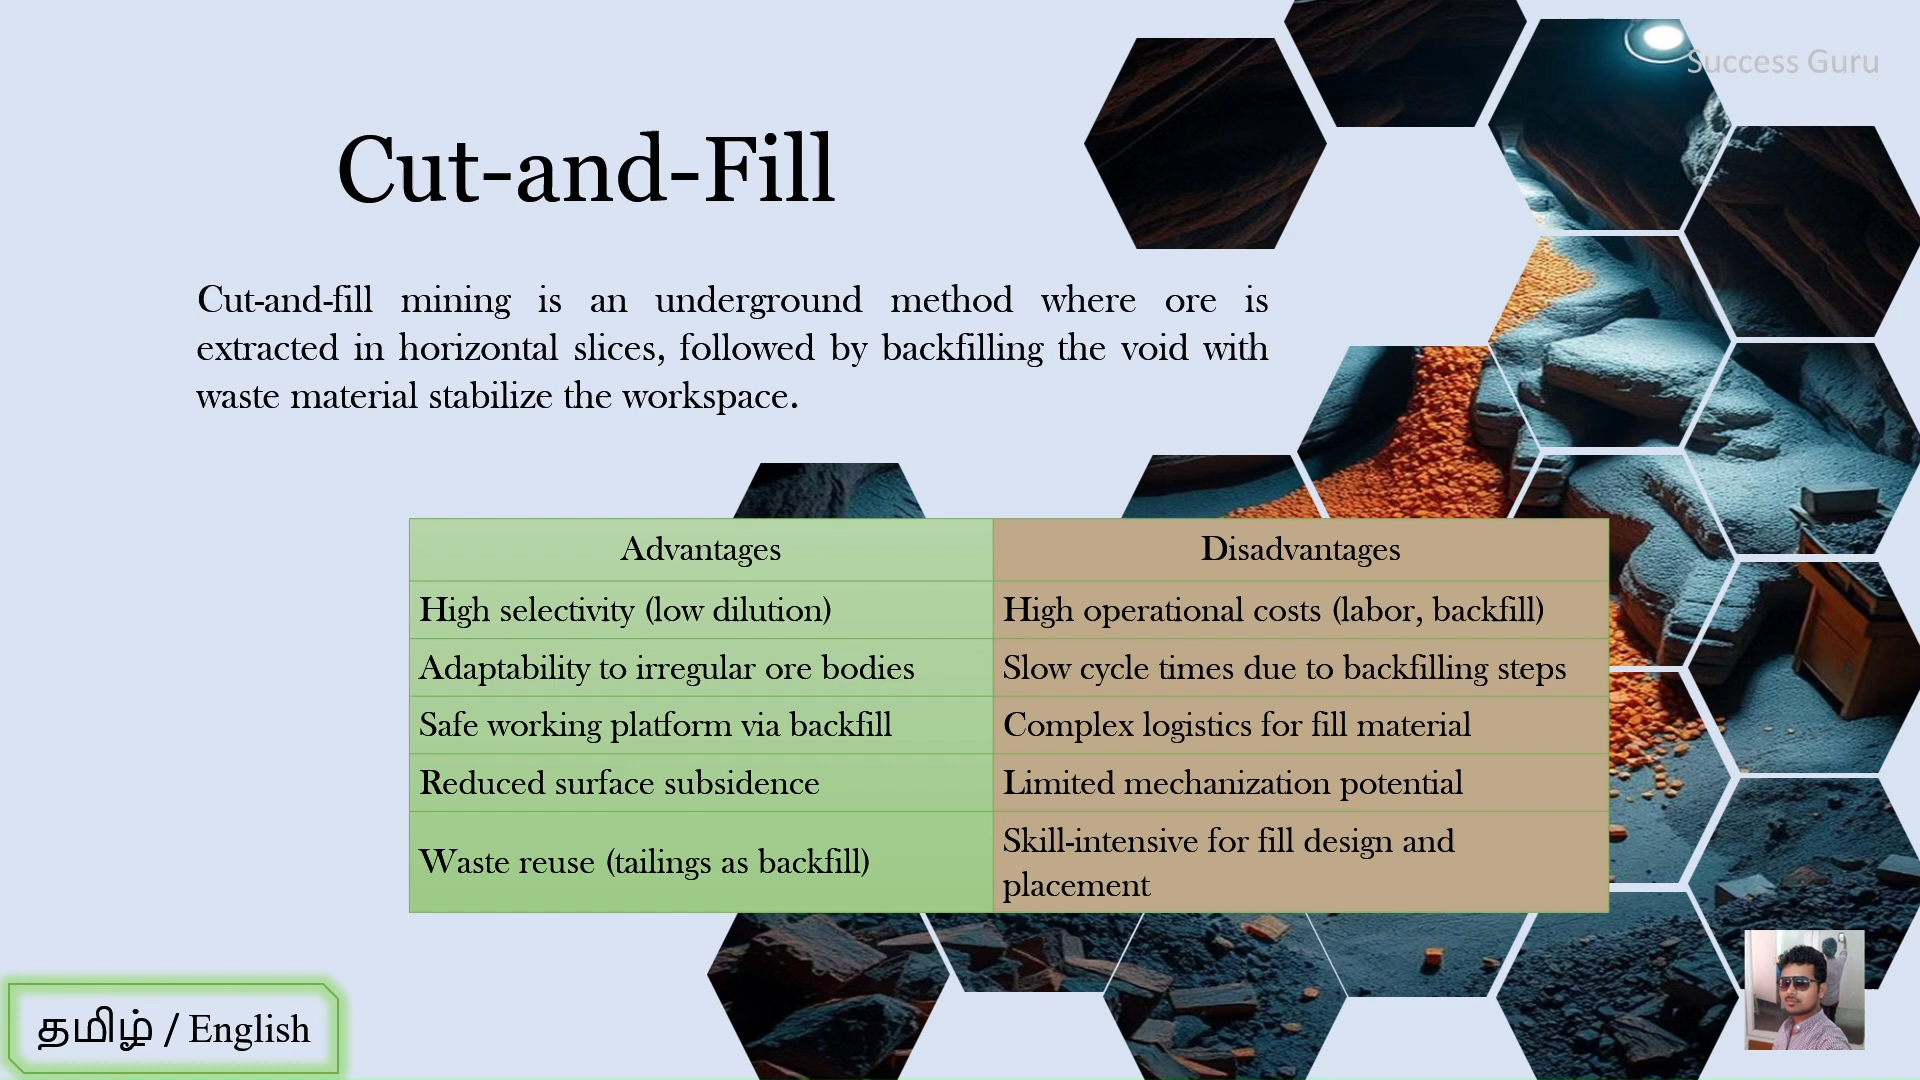 Success Guru
Cut-and-Fill
Cut-and-fill mining is an underground method where ore is
extracted in horizontal slices, followed by backfilling the void with
waste material stabilize the workspace.
Advantages
Disadvantages
High selectivity (low dilution)
High operational costs (labor, backfill)
Adaptability to irregular ore bodies
Slow cycle times due to backfilling steps
Safe working platform via backfill
Complex logistics for fill material
Reduced surface subsidence
Limited mechanization potential
Waste reuse (tailings as backfill)
Skill-intensive for fill design and
placement
தமிழ் / English